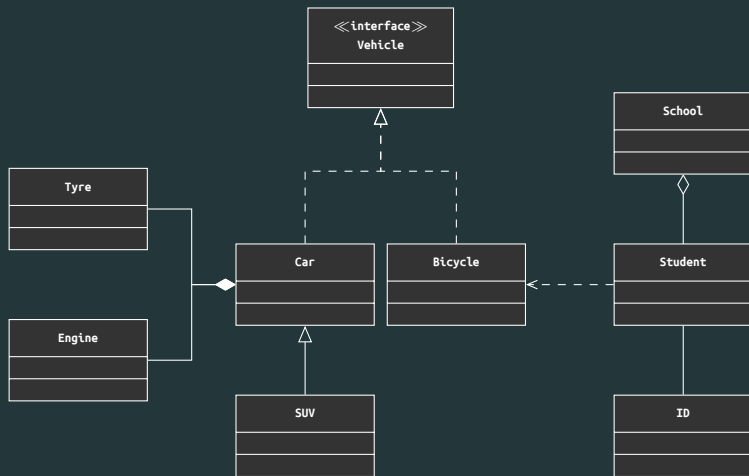 ≪interface≫
Vehicle
School
Tyre
Car
Bicycle
Student
Engine
SUV
ID